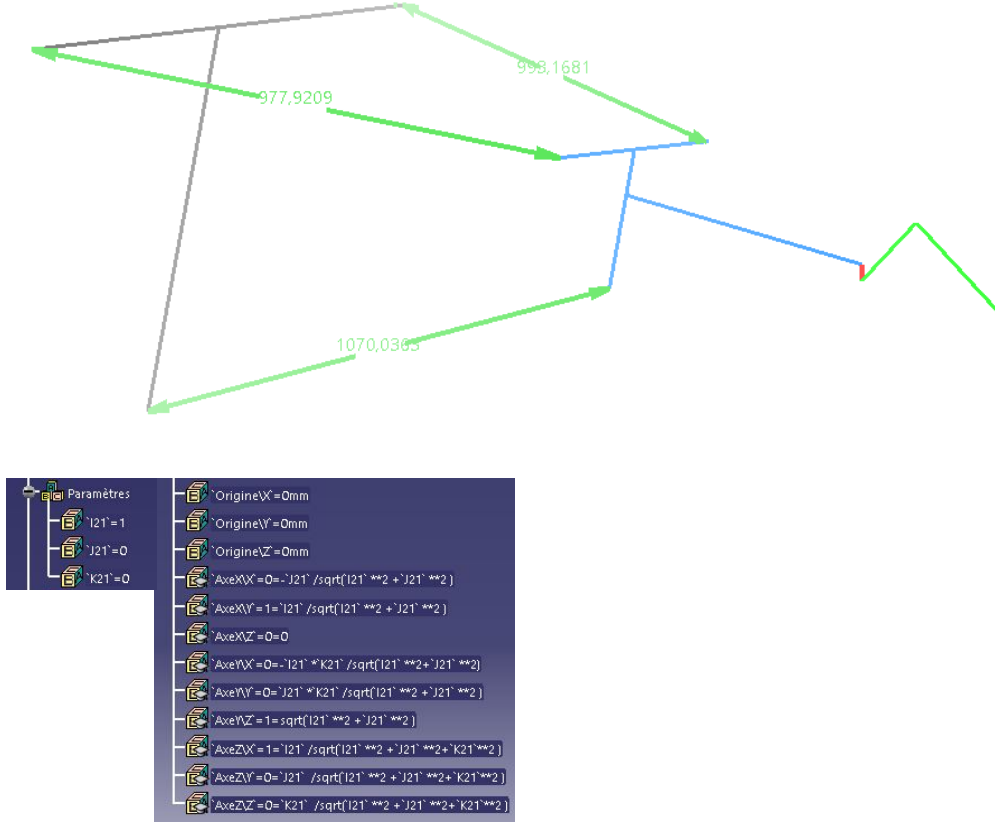 993,1681
977,9209
1070,0363
Paramètres
`I21`=1
`J21`=0
`K21`=0
`Origine\X`=0mm
`Origine\Y`=0mm
`Origine\Z`=0mm
`AxeX\X`=0=-`J21` /sqrt(`I21` **2 +`J21` **2 )
`AxeX\Y`=1=`I21` /sqrt(`I21` **2 +`J21` **2 )
`AxeX\Z`=0=0
`AxeY\X`=0=-`I21` *`K21` /sqrt(`I21` **2+`J21` **2)
`AxeY\Y`=0=`J21` *`K21` /sqrt(`I21` **2 +`J21` **2 )
`AxeY\Z`=1=sqrt(`I21` **2 +`J21` **2 )
`AxeZ\X`=1=`I21` /sqrt(`I21` **2 +`J21` **2+`K21`**2 )
`AxeZ\Y`=0=`J21` /sqrt(`I21` **2 +`J21` **2+`K21`**2 )
`AxeZ\Z`=0=`K21` /sqrt(`I21` **2 +`J21` **2+`K21`**2 )